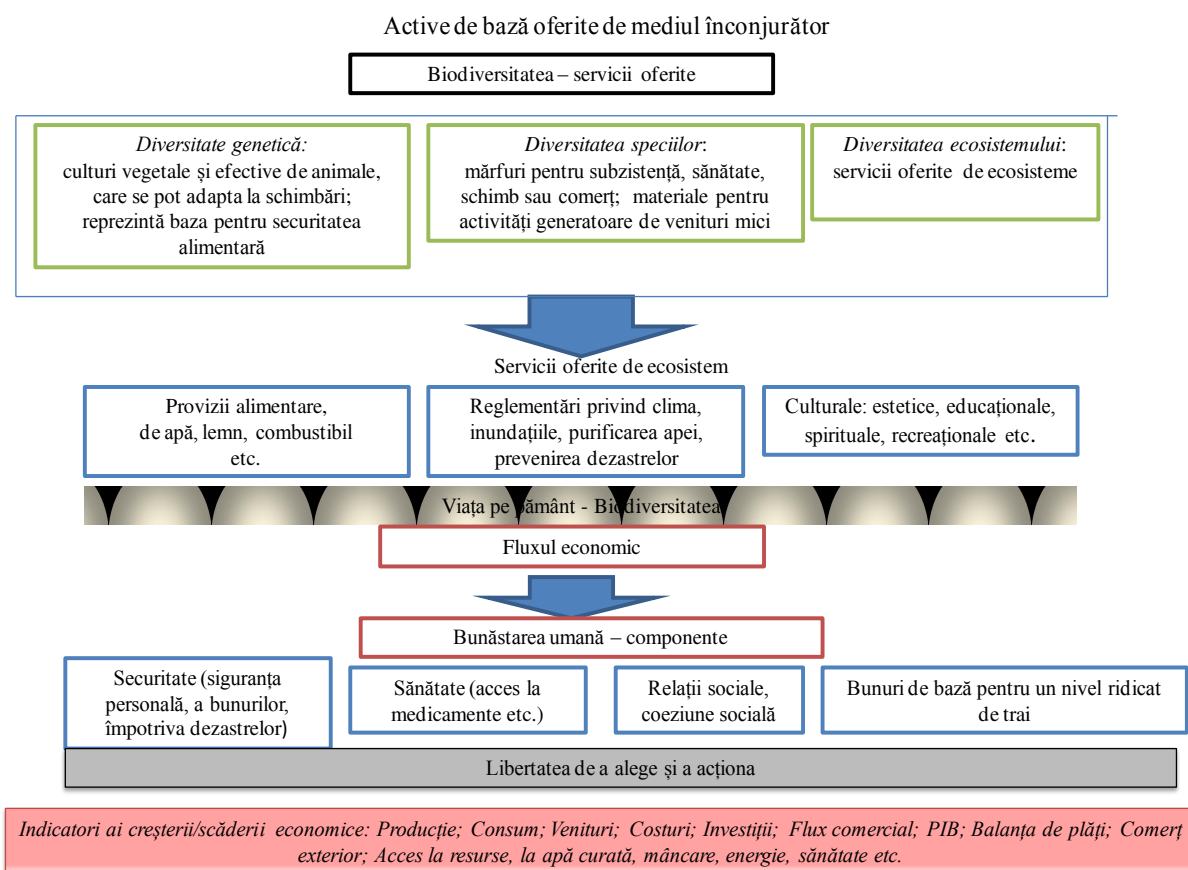 Active de bază oferite de mediul înconjurător
Biodiversitatea – servicii oferite
Diversitate genetică:
culturi vegetale și efective de animale,
care se pot adapta la schimbări;
reprezintă baza pentru securitatea
alimentară
Diversitatea speciilor:
mărfuri pentru subzistență, sănătate,
schimb sau comerț; materiale pentru
activități generatoare de venituri mici
Diversitatea ecosistemului:
servicii oferite de ecosisteme
Servicii oferite de ecosistem
Provizii alimentare,
de apă, lemn, combustibil
etc.
Reglementări privind clima,
inundațiile, purificarea apei,
prevenirea dezastrelor
Culturale: estetice, educaționale,
spirituale, recreaționale etc.
Viața pe pământ - Biodiversitatea
Fluxul economic
Bunăstarea umană – componente
Securitate (siguranța
personală, a bunurilor,
împotriva dezastrelor)
Sănătate (acces la
medicamente etc.)
Relații sociale,
coeziune socială
Bunuri de bază pentru un nivel ridicat
de trai
Libertatea de a alege și a acționa
Indicatori ai creșterii/scăderii economice: Producție; Consum; Venituri; Costuri; Investiții; Flux comercial; PIB; Balanța de plăți; Comerț
exterior; Acces la resurse, la apă curată, mâncare, energie, sănătate etc.